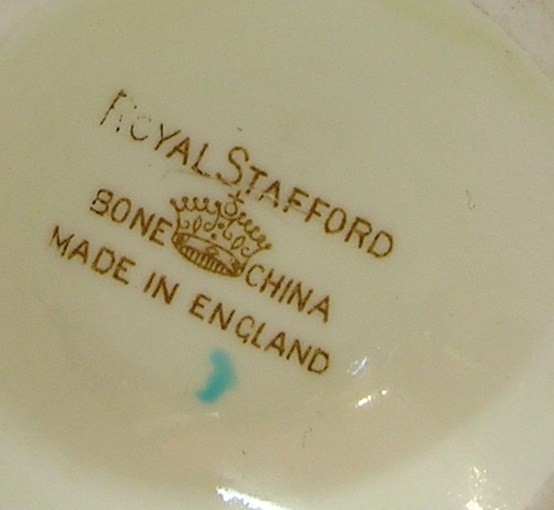 ROYAL STAFFORD
BONE CHINA
MADE IN ENGLAND